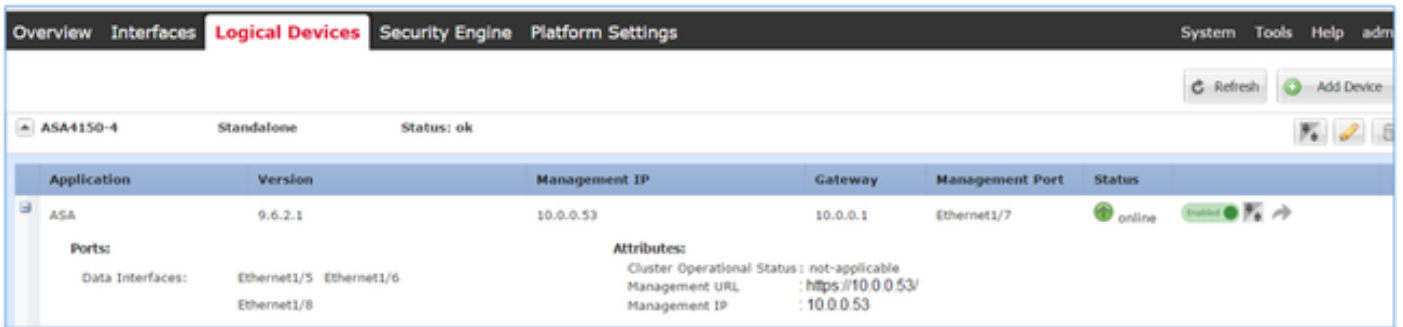 Overview Interfaces Logical Devices Security Engine Platform Settings System Tools Help adm
Refresh Add Device
ASA4150-4 Standalone Status: ok
Application Version Management IP Gateway Management Port Status
ASA 9.6.2.1 10.0.0.53 10.0.0.1 Ethernet1/7 online Enabled
Ports: Attributes:
Data Interfaces: Ethernet1/5 Ethernet1/6 Cluster Operational Status : not-applicable
Management URL : https://10.0.0.53/
Ethernet1/8 Management IP : 10.0.0.53